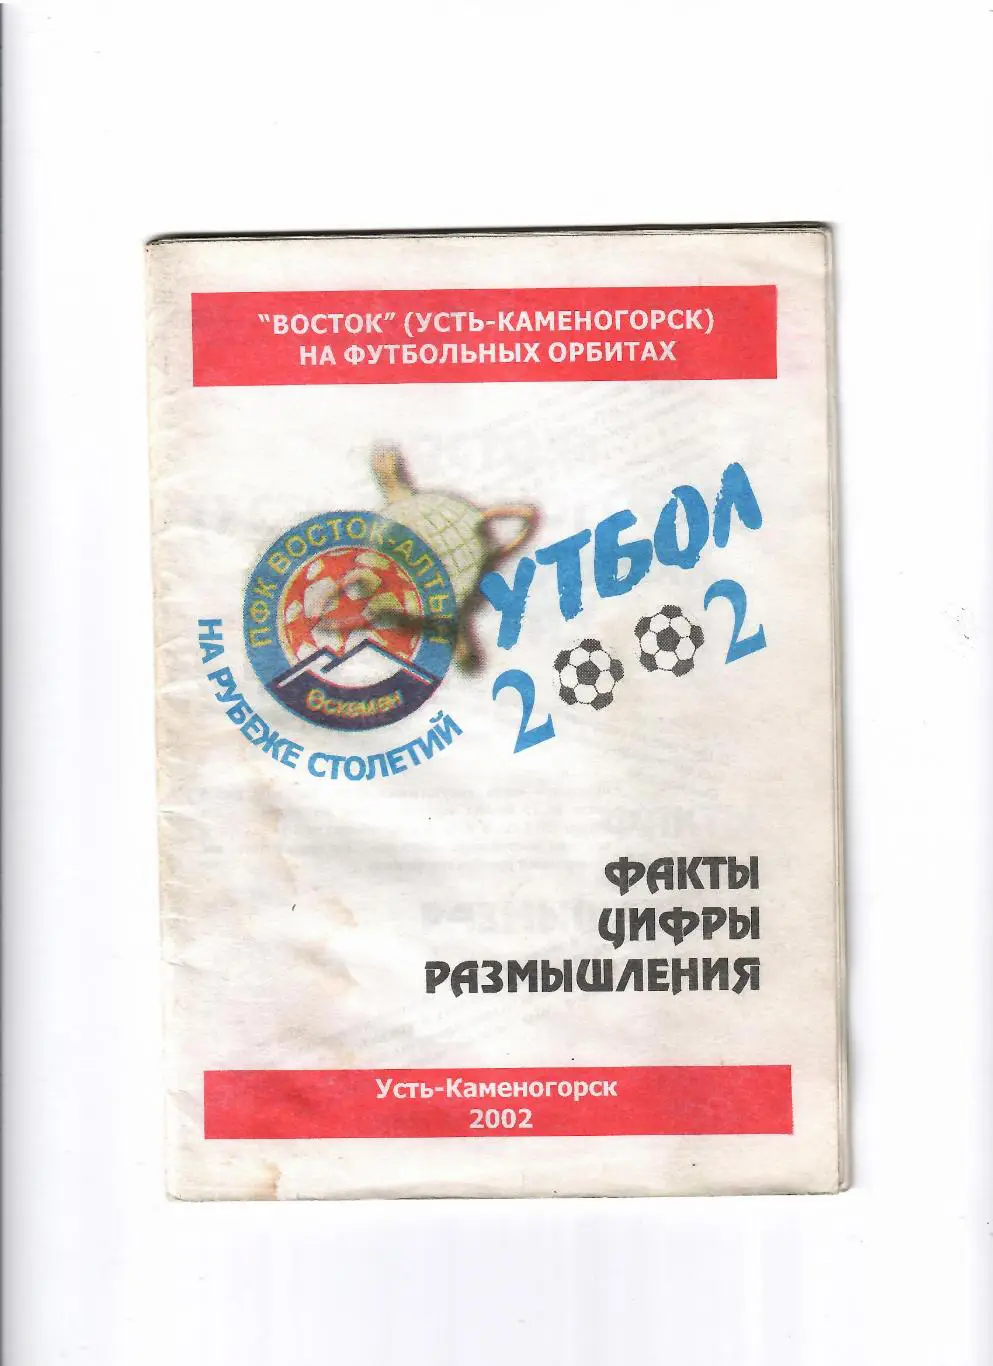 "ВОСТОК" (УСТЬ-КАМЕНОГОРСК)
НА ФУТБОЛЬНЫХ ОРБИТАХ
ПФК ВОСТОК-АЛТЫН
ӨСКЕМЕН
НА РУБЕЖЕ СТОЛЕТИЙ
УТБОЛ
2002
ФАКТЫ
ЦИФРЫ
РАЗМЫШЛЕНИЯ
Усть-Каменогорск
2002